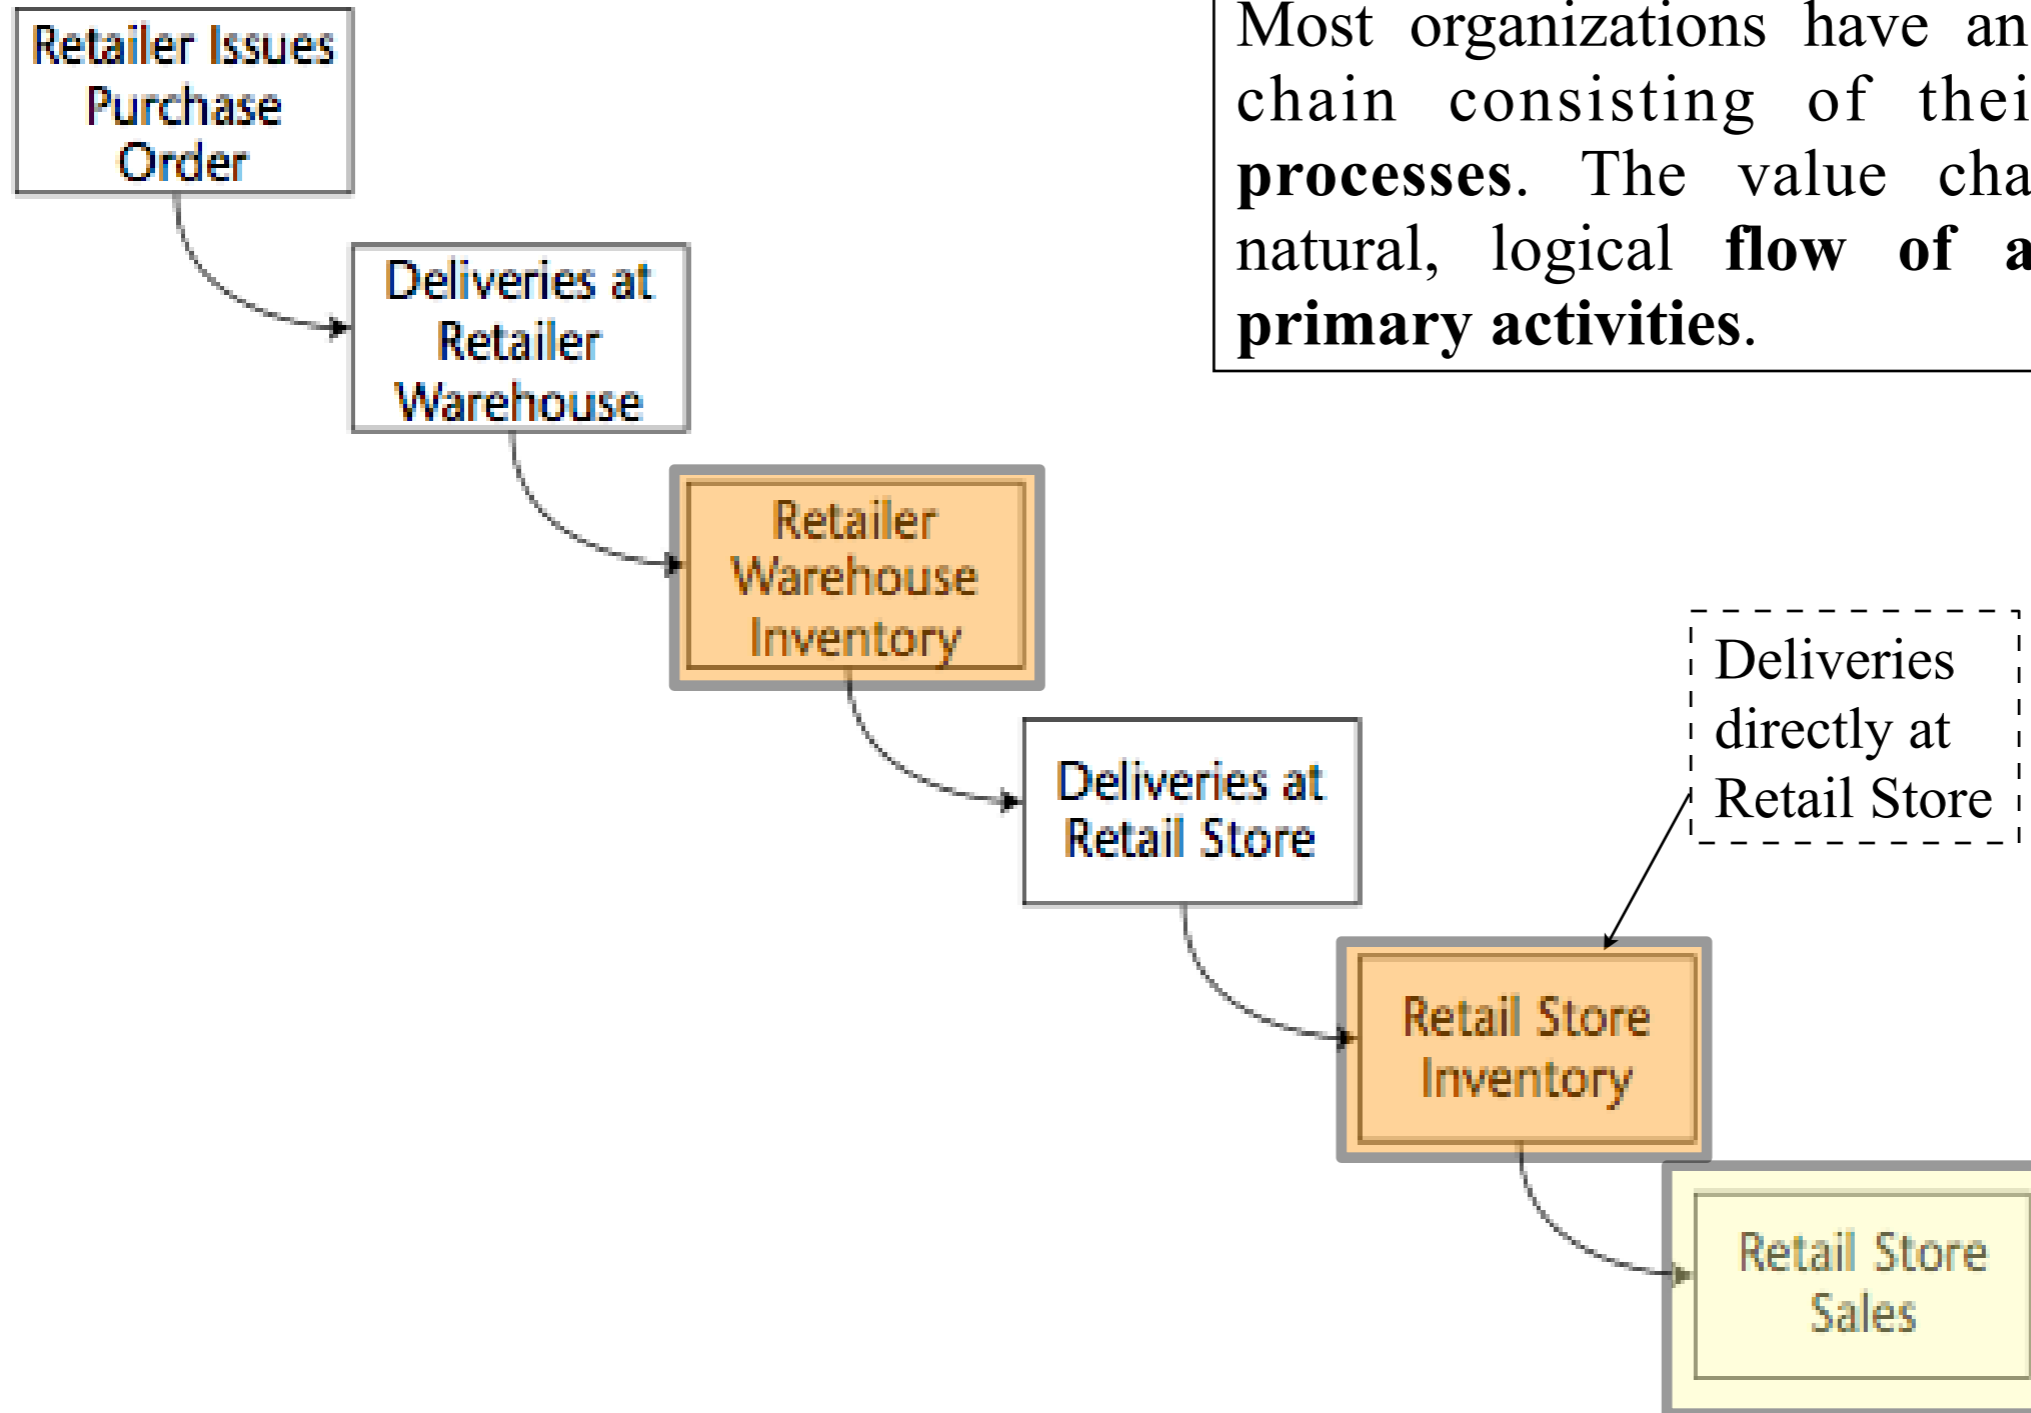 Retailer Issues
Purchase
Order
Most organizations have an
chain consisting of thei
processes. The value cha
natural, logical flow of a
primary activities.
Deliveries at
Retailer
Warehouse
Retailer
Warehouse
Inventory
Deliveries
directly at
Retail Store
Deliveries at
Retail Store
Retail Store
Inventory
Retail Store
Sales